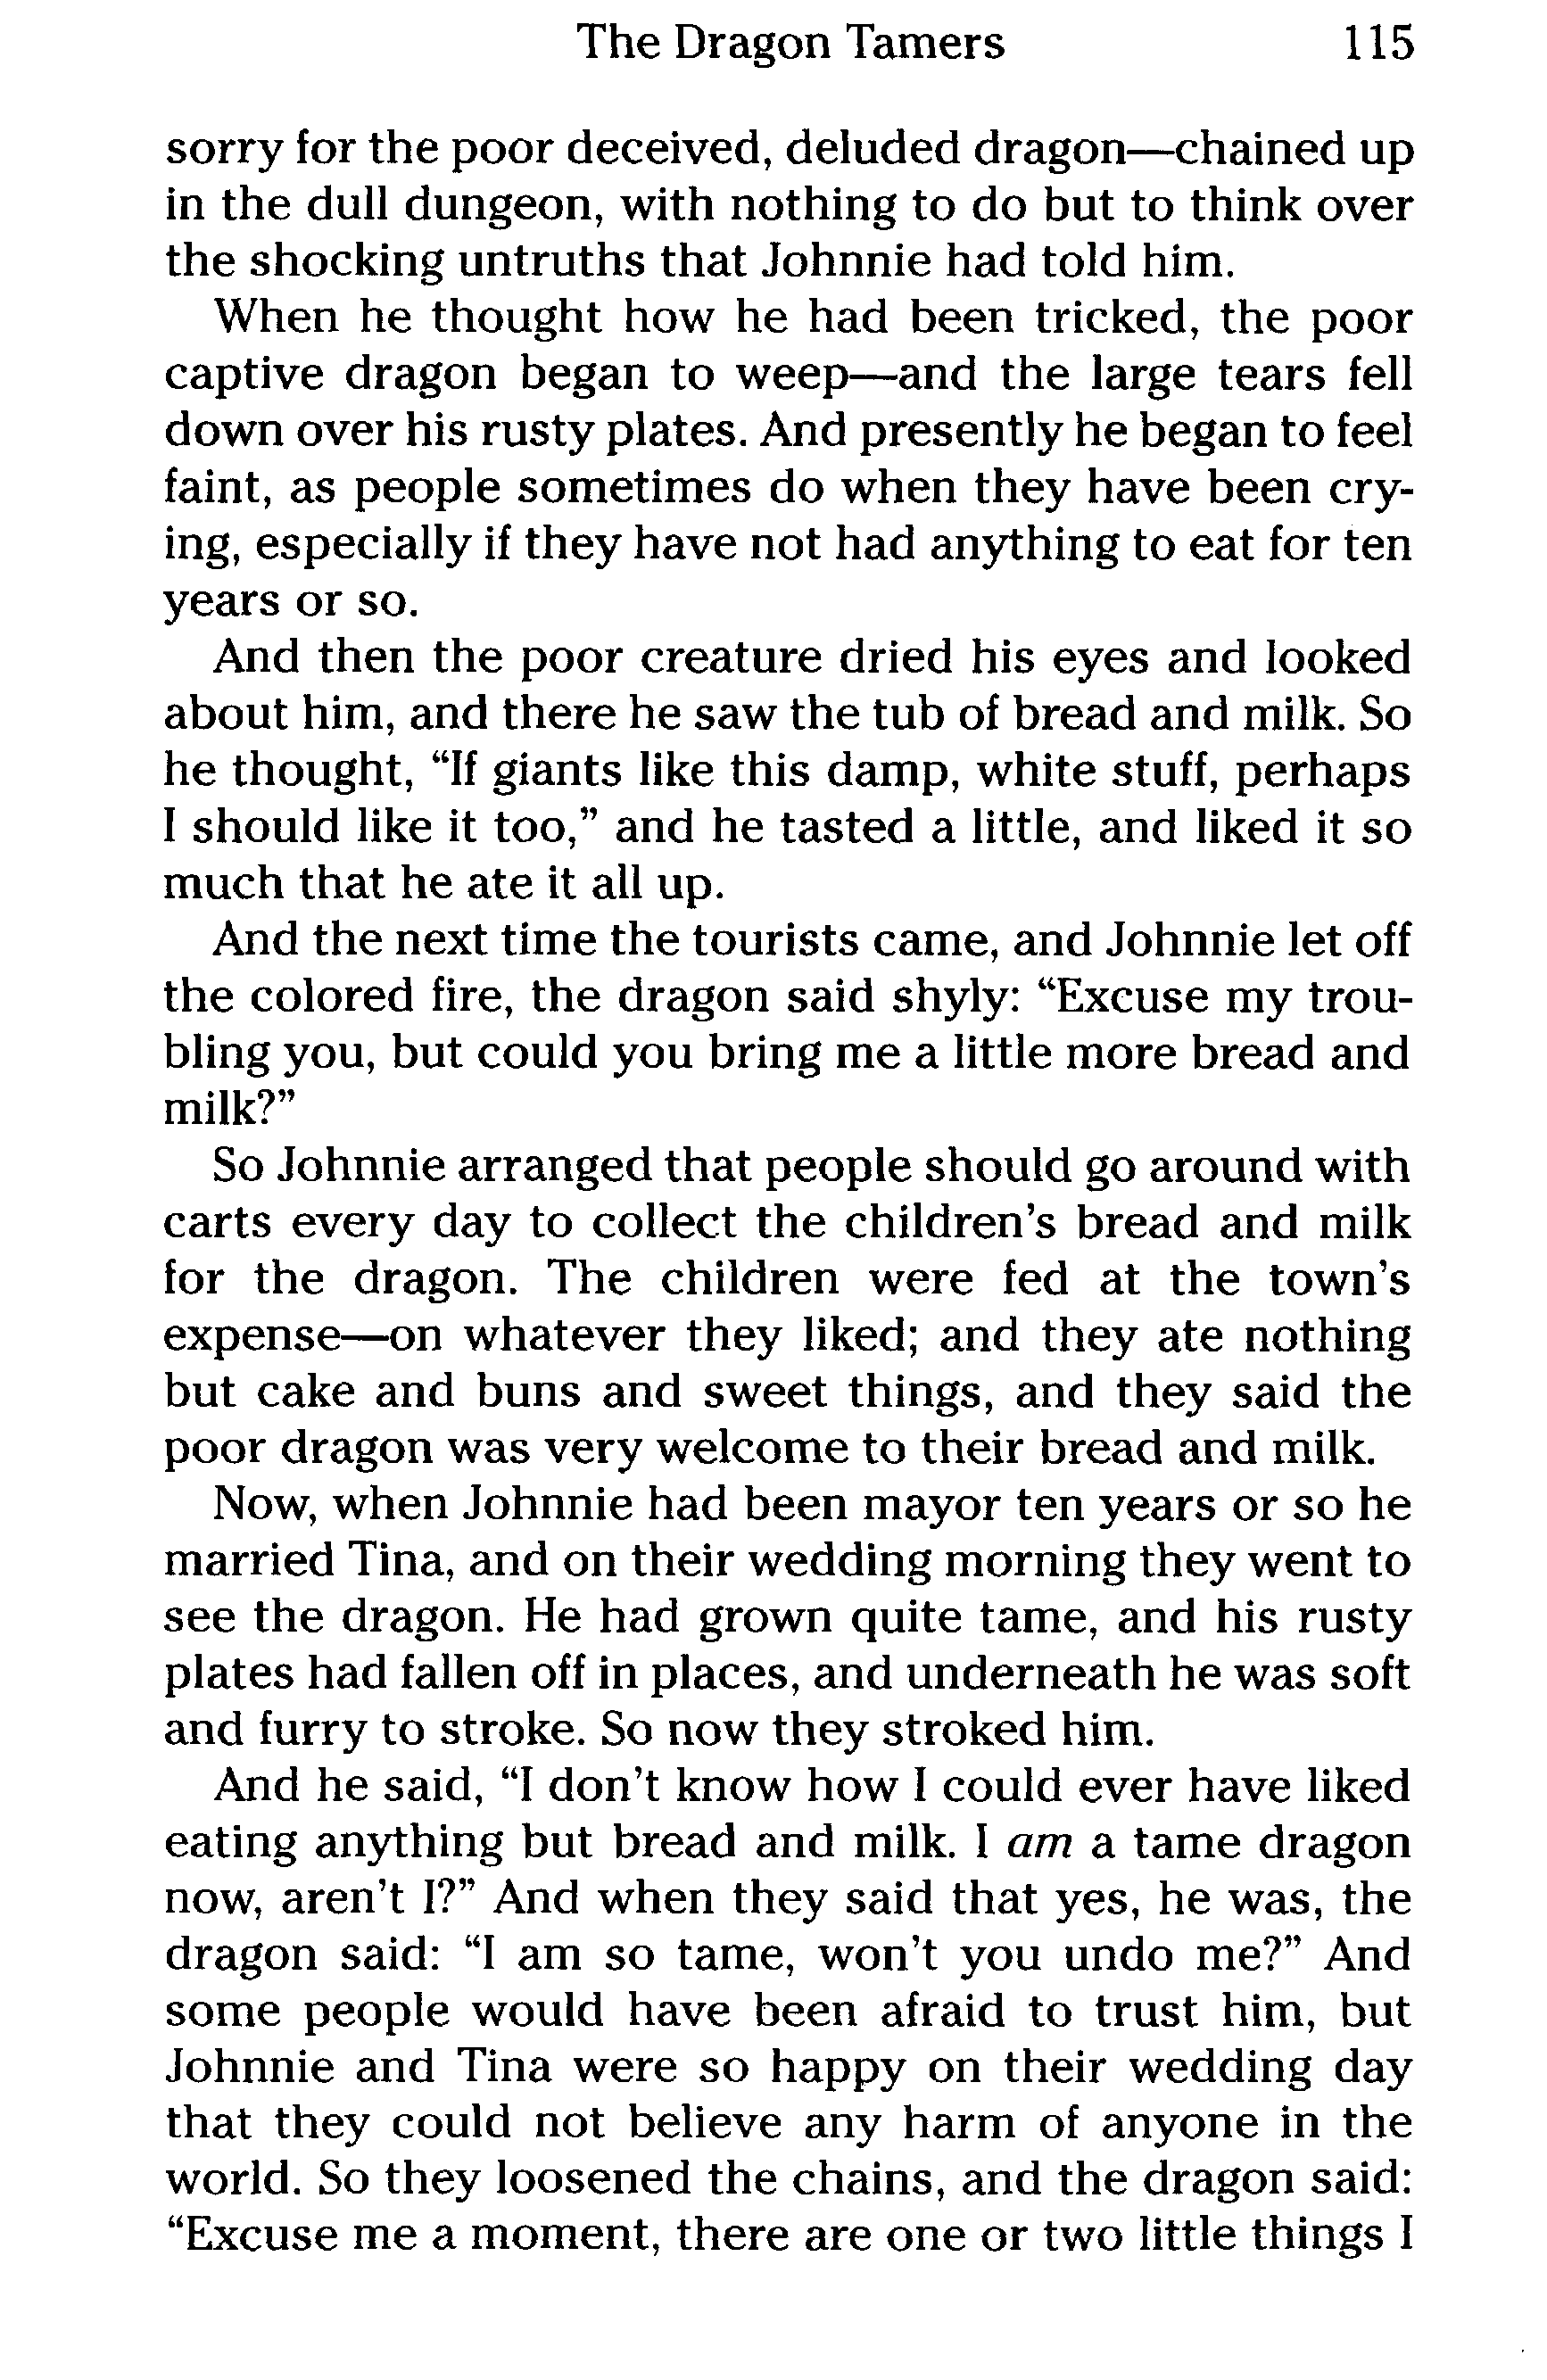 The Dragon Tamers 115
sorry for the poor deceived, deluded dragon—chained up
in the dull dungeon, with nothing to do but to think over
the shocking untruths that Johnnie had told him.
When he thought how he had been tricked, the poor
captive dragon began to weep—and the large tears fell
down over his rusty plates. And presently he began to feel
faint, as people sometimes do when they have been cry-
ing, especially if they have not had anything to eat for ten
years or so.
And then the poor creature dried his eyes and looked
about him, and there he saw the tub of bread and milk. So
he thought, “If giants like this damp, white stuff, perhaps
I should like it too,” and he tasted a little, and liked it so
much that he ate it all up.
And the next time the tourists came, and Johnnie let off
the colored fire, the dragon said shyly: “Excuse my trou-
bling you, but could you bring me a little more bread and
milk?”
So Johnnie arranged that people should go around with
carts every day to collect the children’s bread and milk
for the dragon. The children were fed at the town’s
expense—on whatever they liked; and they ate nothing
but cake and buns and sweet things, and they said the
poor dragon was very welcome to their bread and milk.
Now, when Johnnie had been mayor ten years or so he
married Tina, and on their wedding morning they went to
see the dragon. He had grown quite tame, and his rusty
plates had fallen off in places, and underneath he was soft
and furry to stroke. So now they stroked him.
And he said, “I don’t know how I could ever have liked
eating anything but bread and milk. I am a tame dragon
now, aren’t I?” And when they said that yes, he was, the
dragon said: “I am so tame, won’t you undo me?” And
some people would have been afraid to trust him, but
Johnnie and Tina were so happy on their wedding day
that they could not believe any harm of anyone in the
world. So they loosened the chains, and the dragon said:
“Excuse me a moment, there are one or two little things I